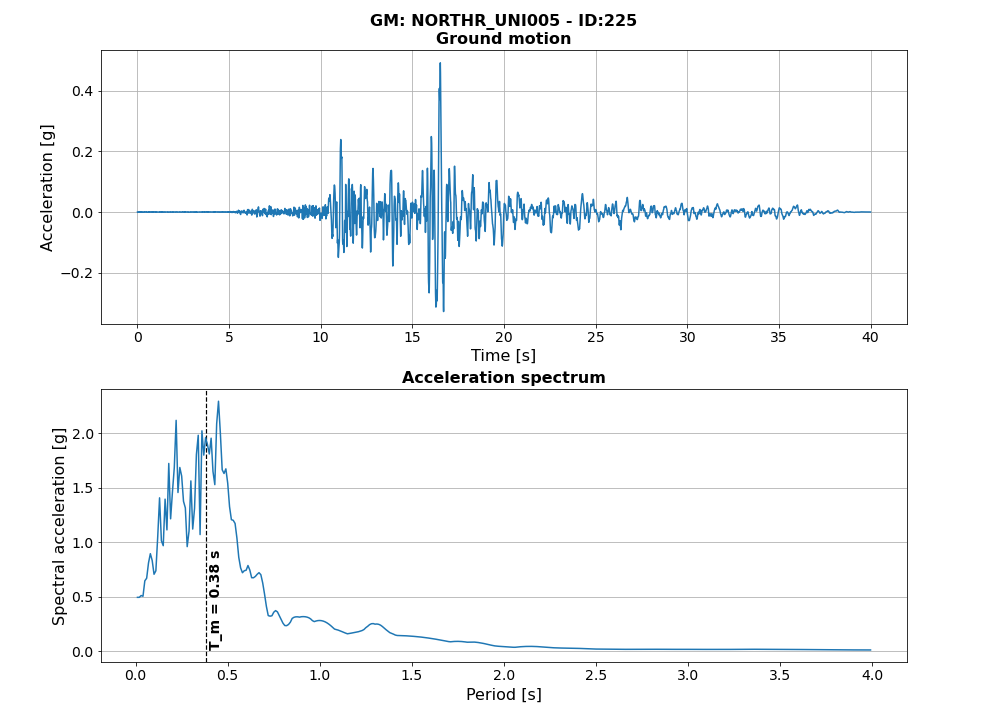 GM: NORTHR_UNI005 - ID:225
Ground motion
Acceleration [g]
0.4
0.2
0.0
−0.2
0 5 10 15 20 25 30 35 40
Time [s]
Acceleration spectrum
Spectral acceleration [g]
2.0
1.5
1.0
0.5
0.0
T_m = 0.38 s
0.0 0.5 1.0 1.5 2.0 2.5 3.0 3.5 4.0
Period [s]